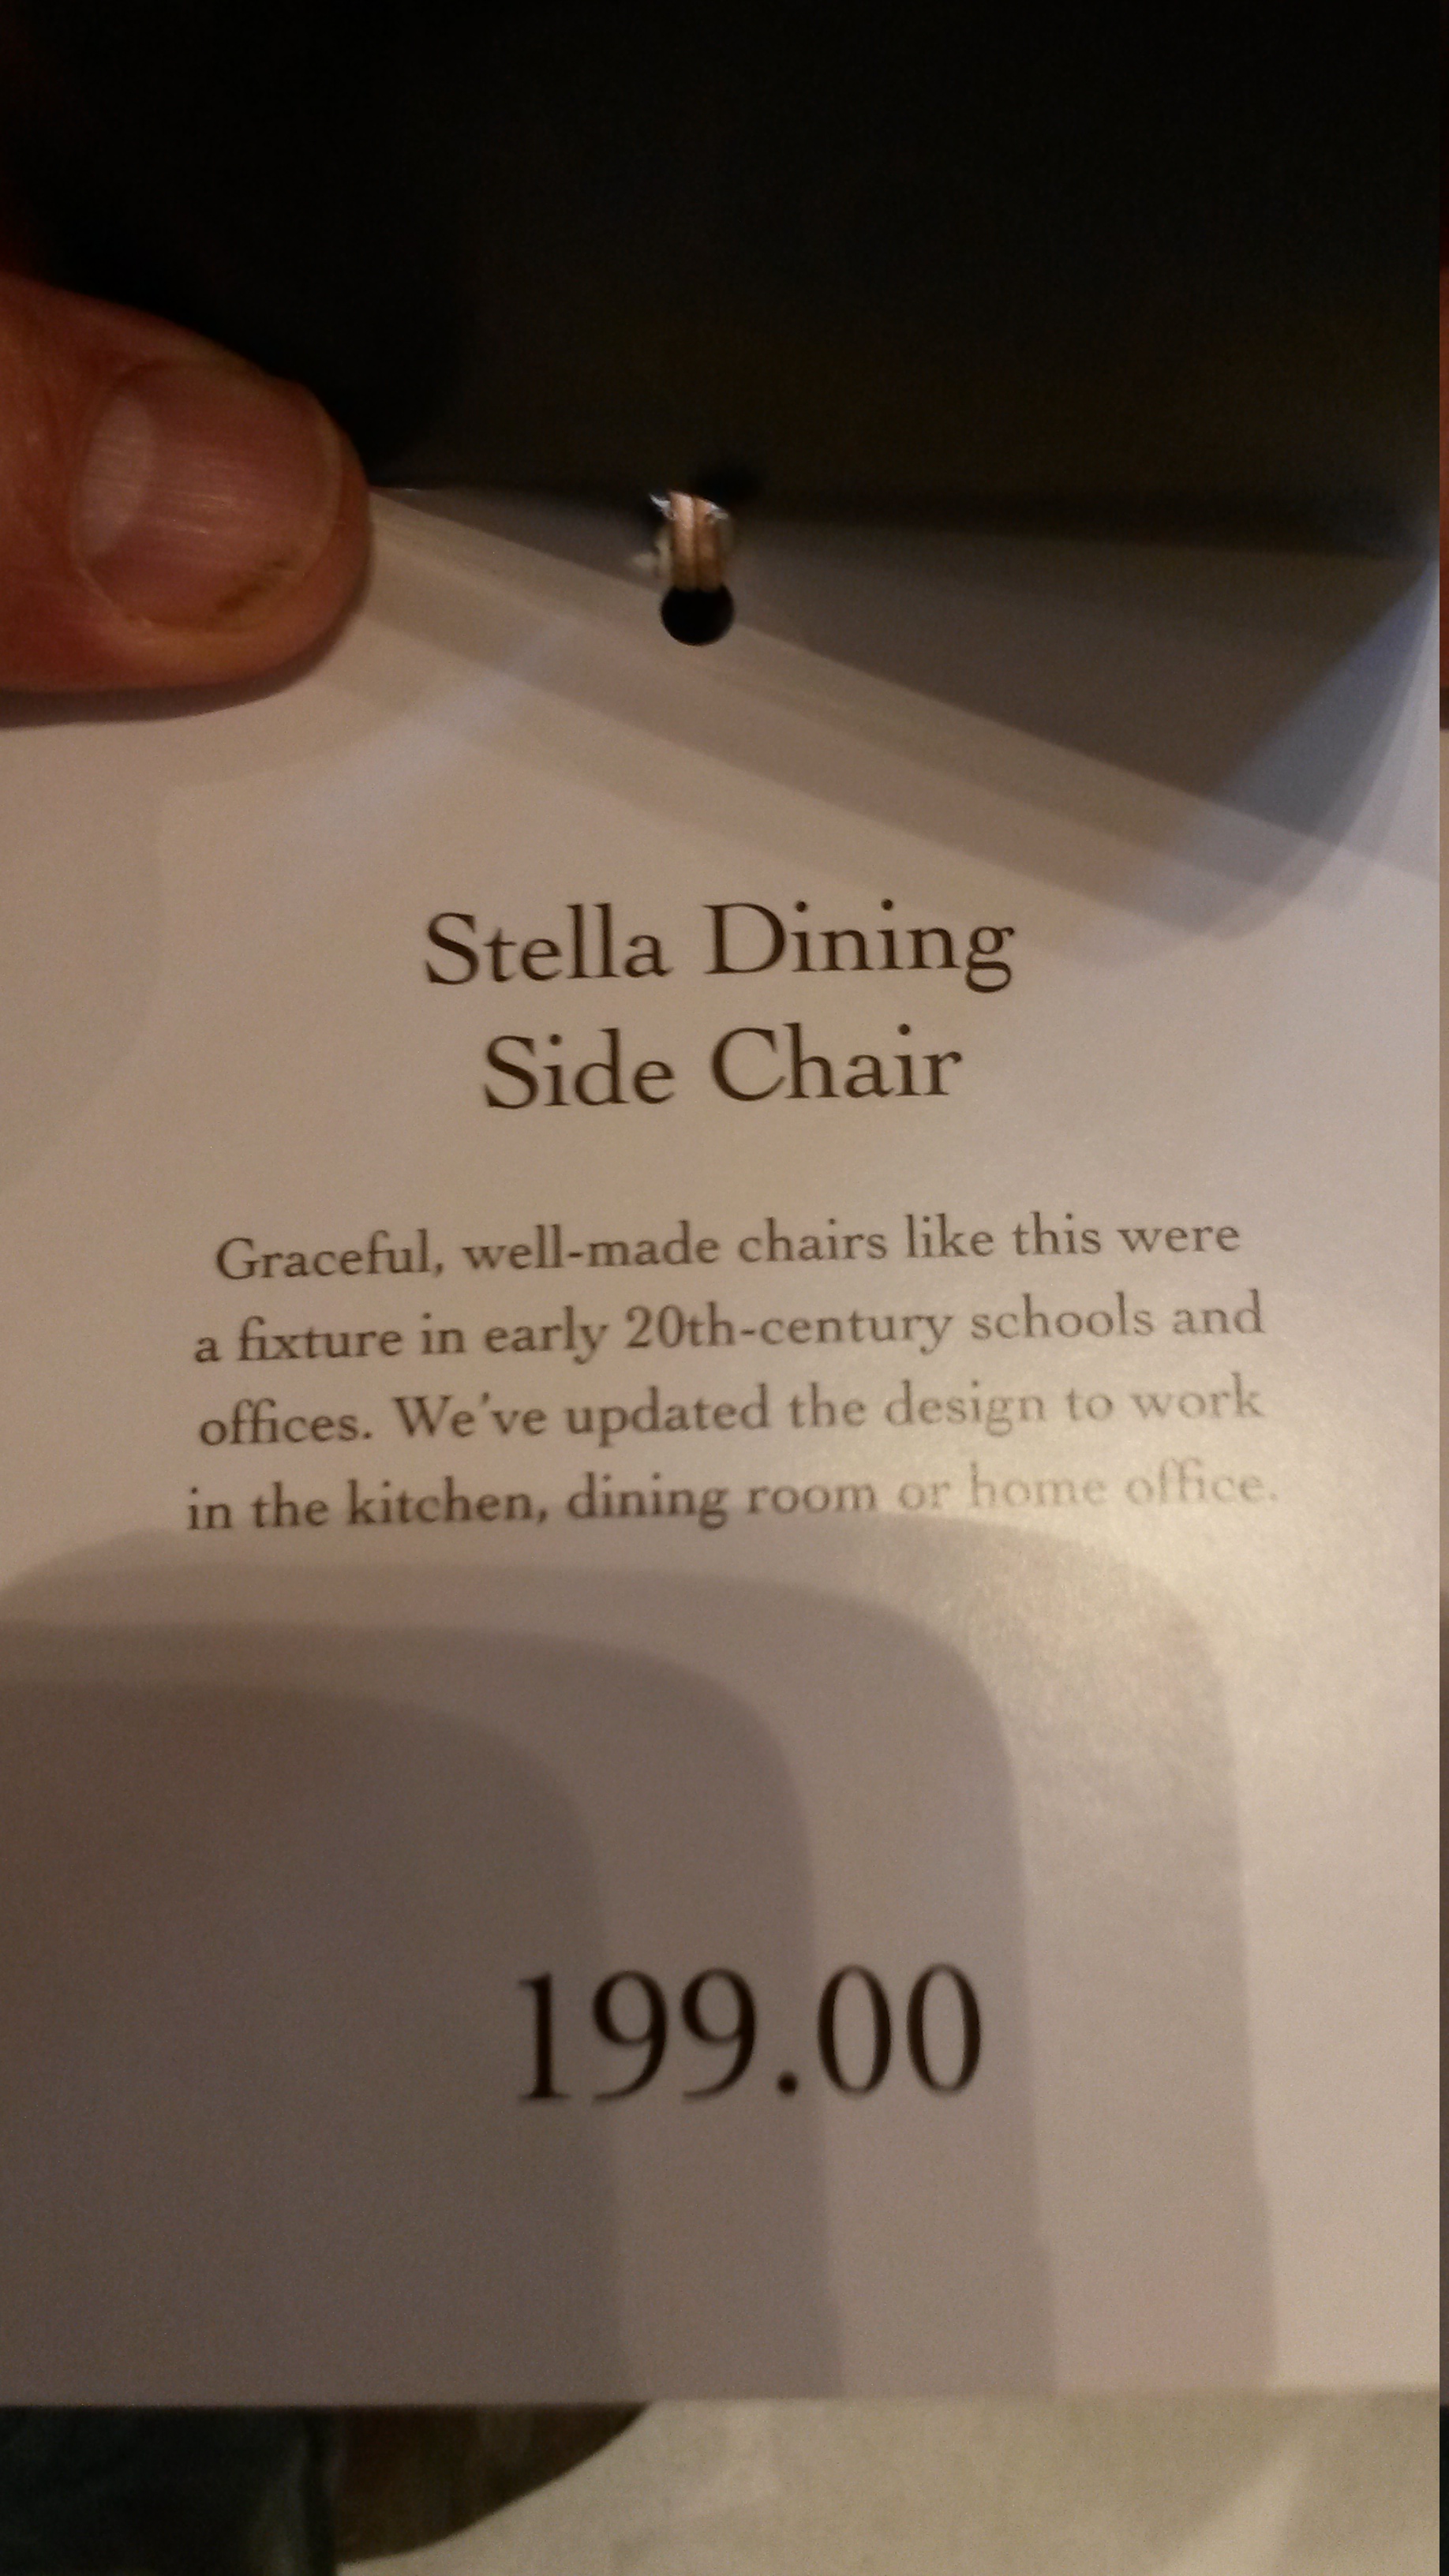 Stella Dining
Side Chair
Graceful, well-made chairs like this were
a fixture in early 20th-century schools and
offices. We've updated the design to work
in the kitchen, dining room or home office.
199.00